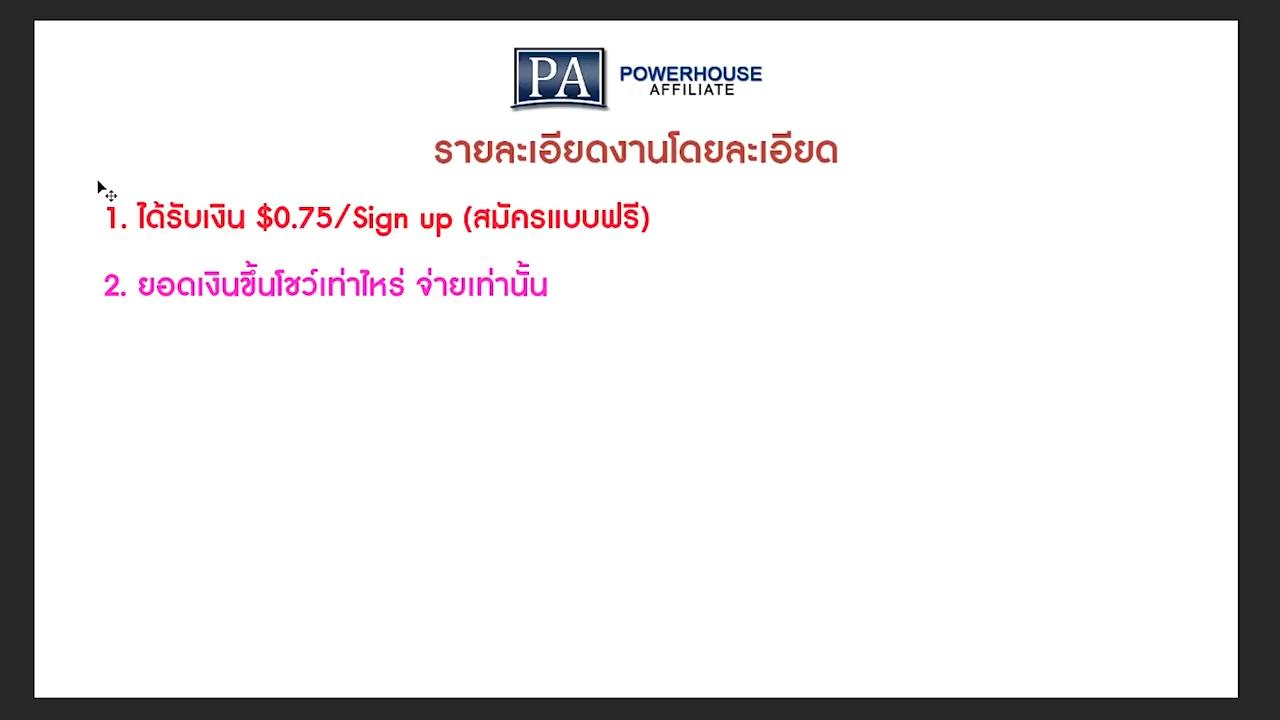 PA
POWERHOUSE
AFFILIATE
รายละเอียดงานโดยละเอียด
1. ได้รับเงิน $0.75/Sign up (สมัครแบบฟรี)
2. ยอดเงินขึ้นโชว์เท่าไหร่ จ่ายเท่านั้น